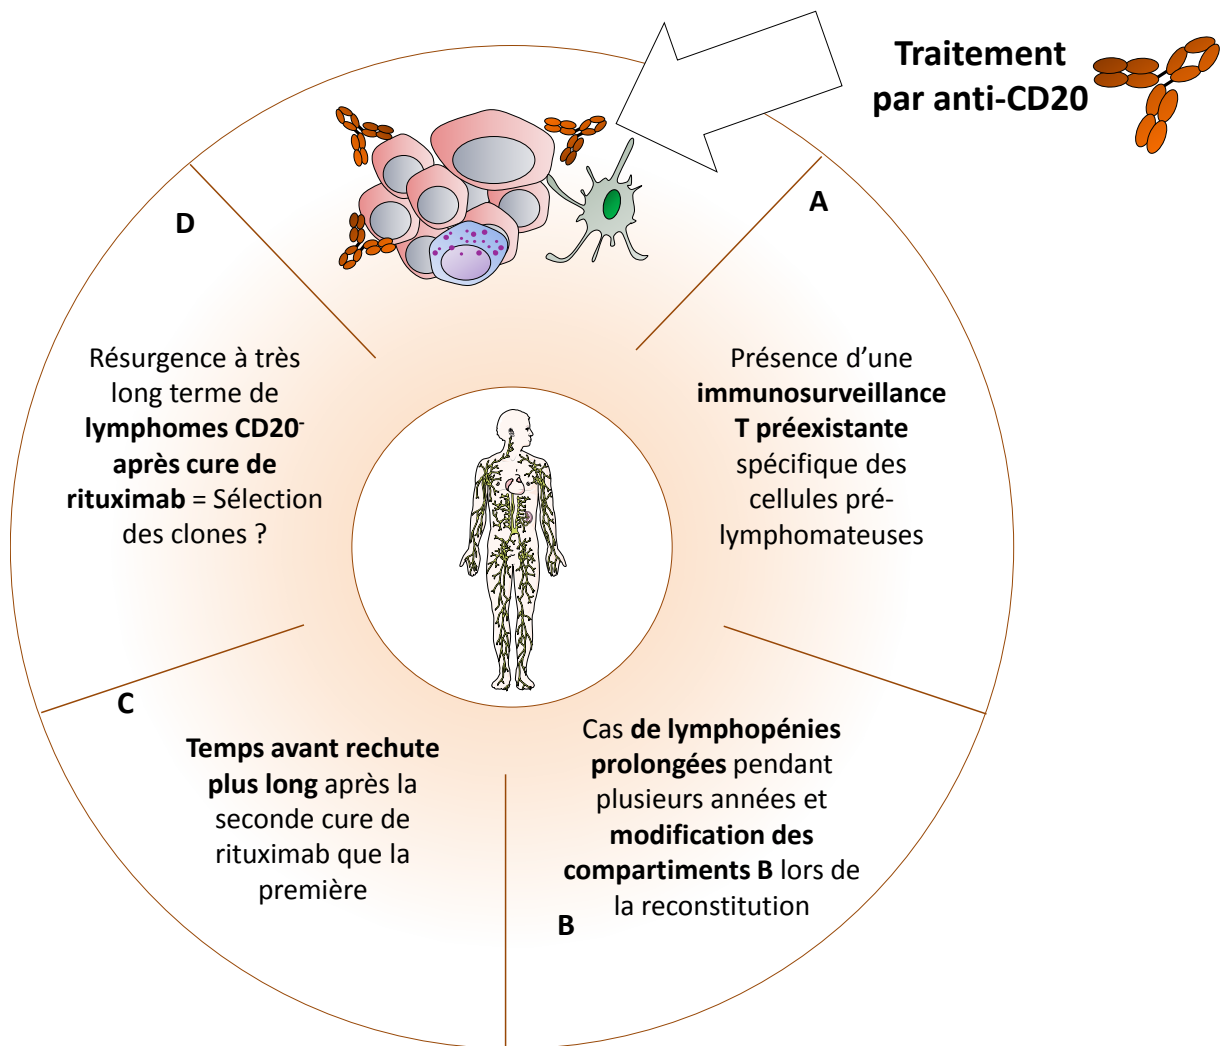 Traitement
par anti-CD20
A
Présence d’une
immunosurveillance
T préexistante
spécifique des
cellules pré-
lymphomateuses
Cas de lymphopénies
prolongées pendant
plusieurs années et
modification des
compartiments B lors de
la reconstitution
B
C
Temps avant rechute
plus long après la
seconde cure de
rituximab que la
première
D
Résurgence à très
long terme de
lymphomes CD20⁻
après cure de
rituximab = Sélection
des clones ?